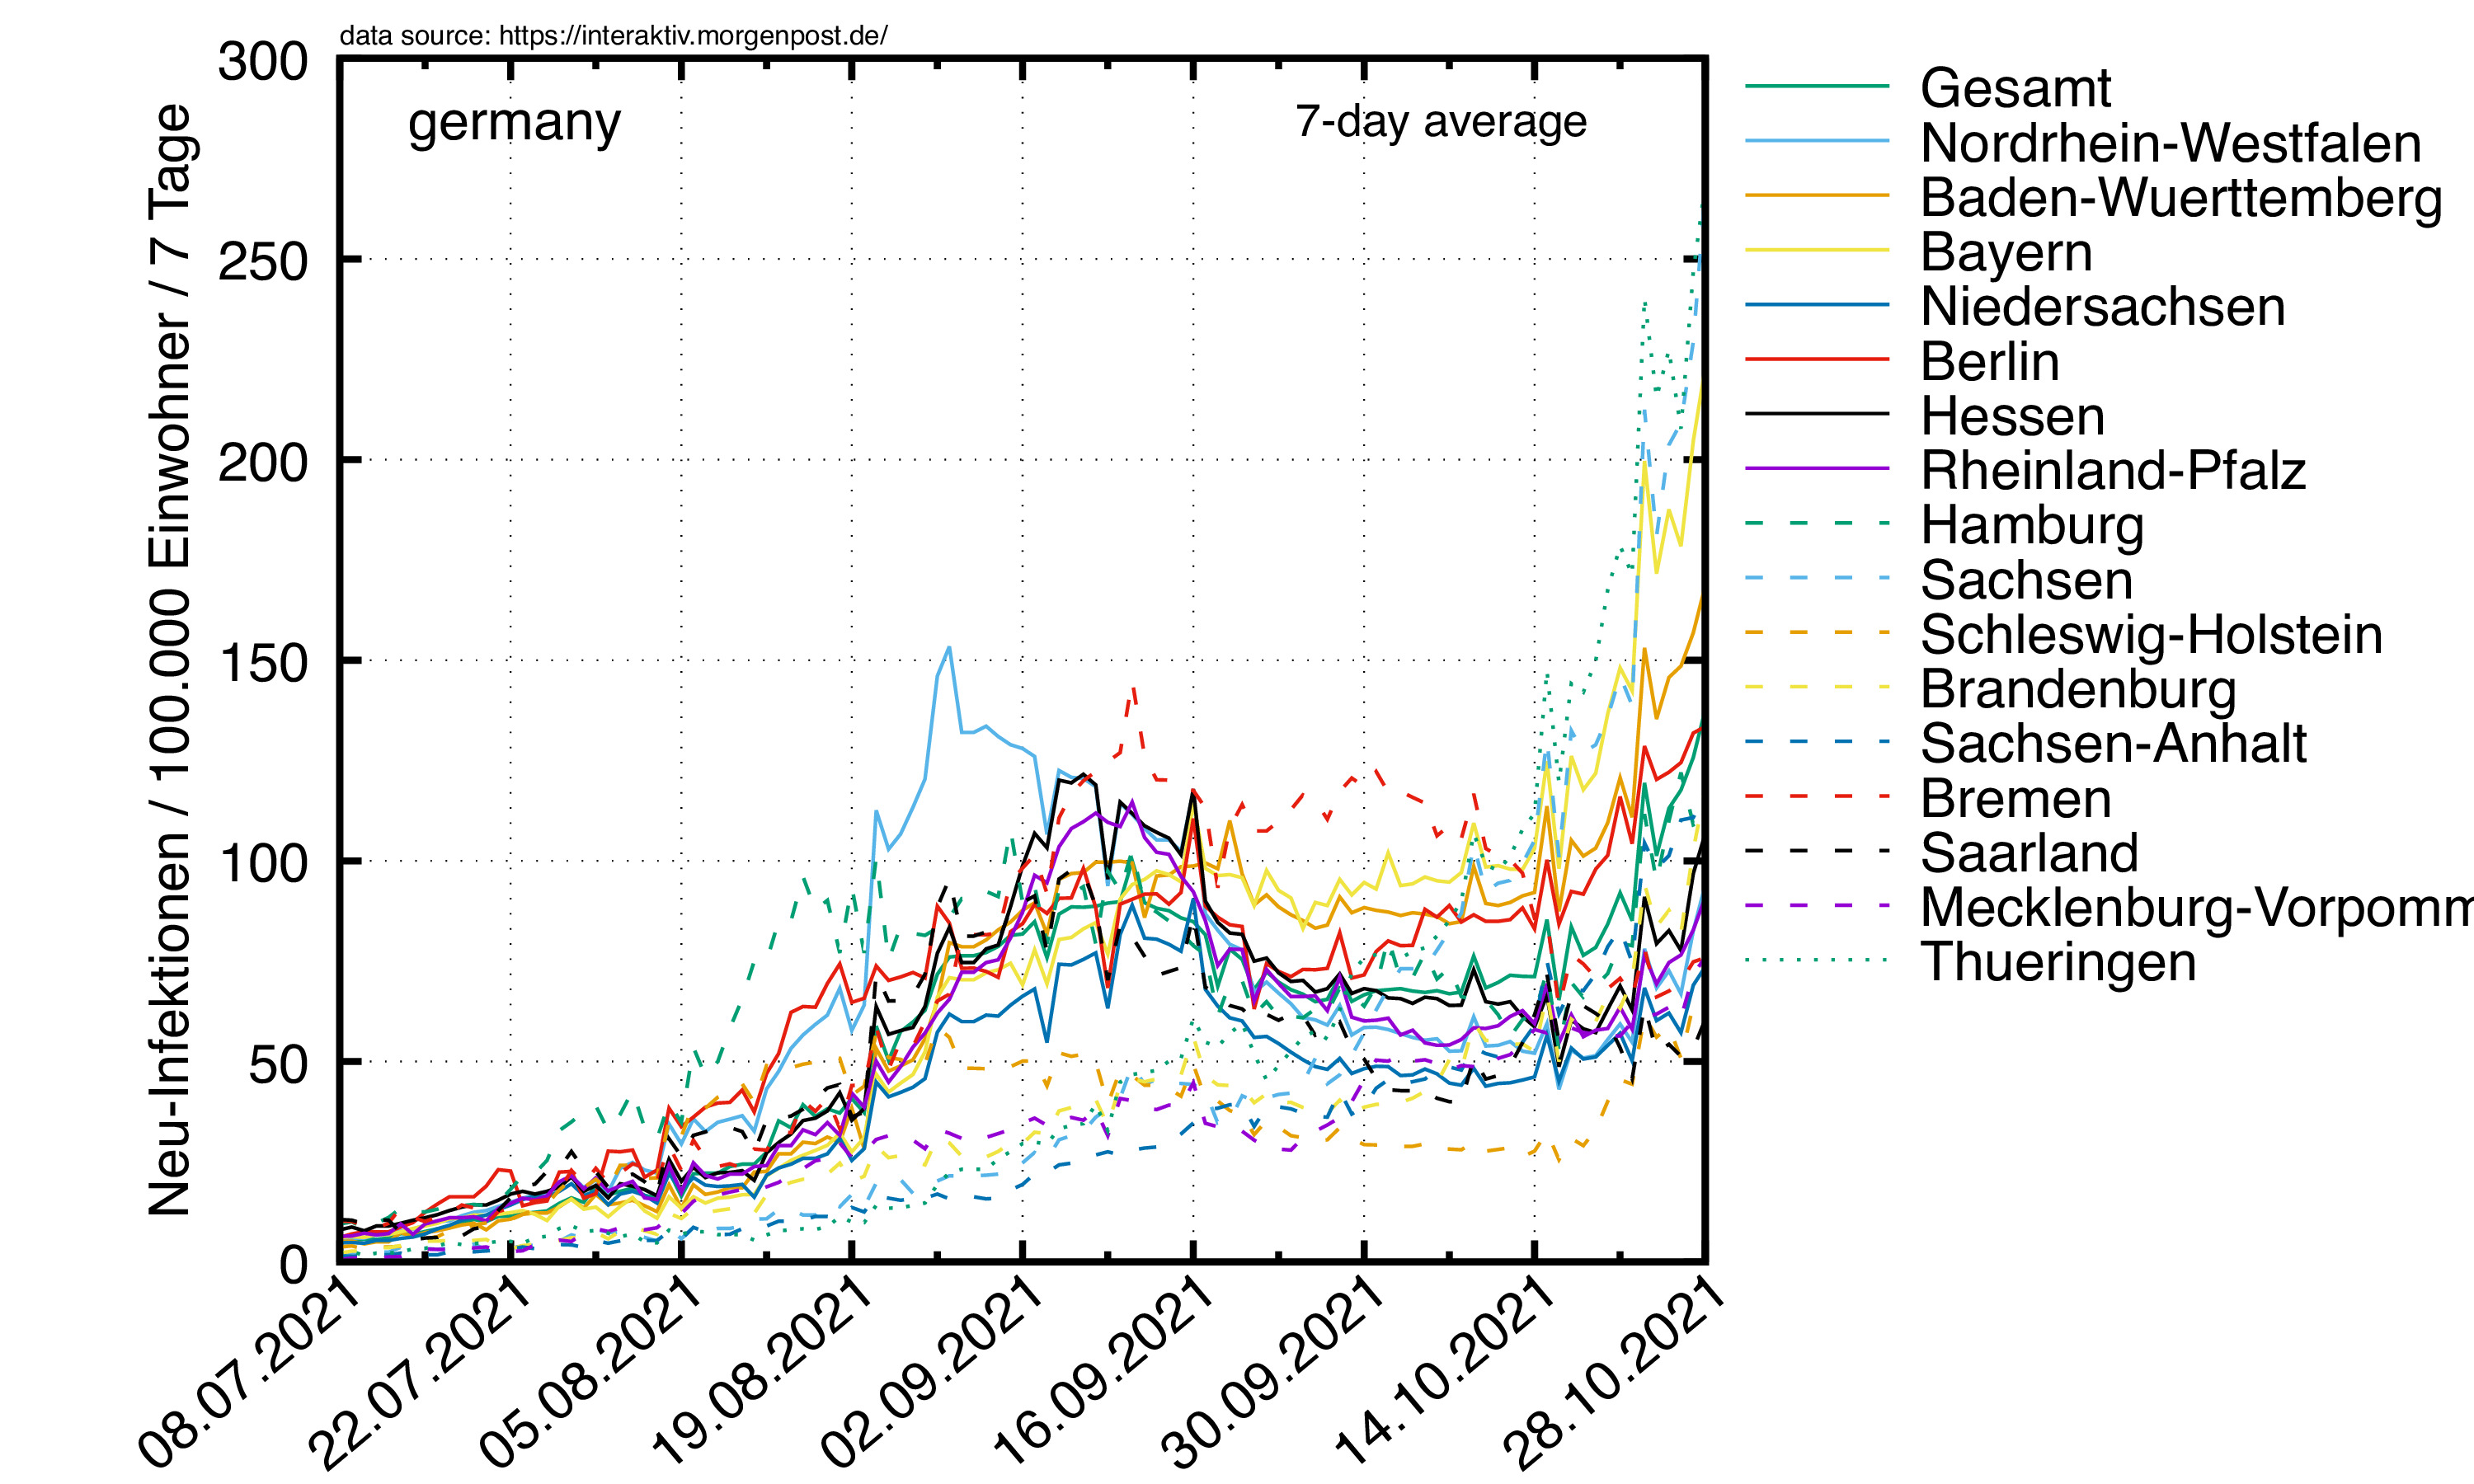 data source: https://interaktiv.morgenpost.de/
germany
7-day average
Neu-Infektionen / 100.000 Einwohner / 7 Tage
300
250
200
150
100
50
0
08.07.2021
22.07.2021
05.08.2021
19.08.2021
02.09.2021
16.09.2021
30.09.2021
14.10.2021
28.10.2021
Gesamt
Nordrhein-Westfalen
Baden-Wuerttemberg
Bayern
Niedersachsen
Berlin
Hessen
Rheinland-Pfalz
Hamburg
Sachsen
Schleswig-Holstein
Brandenburg
Sachsen-Anhalt
Bremen
Saarland
Mecklenburg-Vorpomm
Thueringen